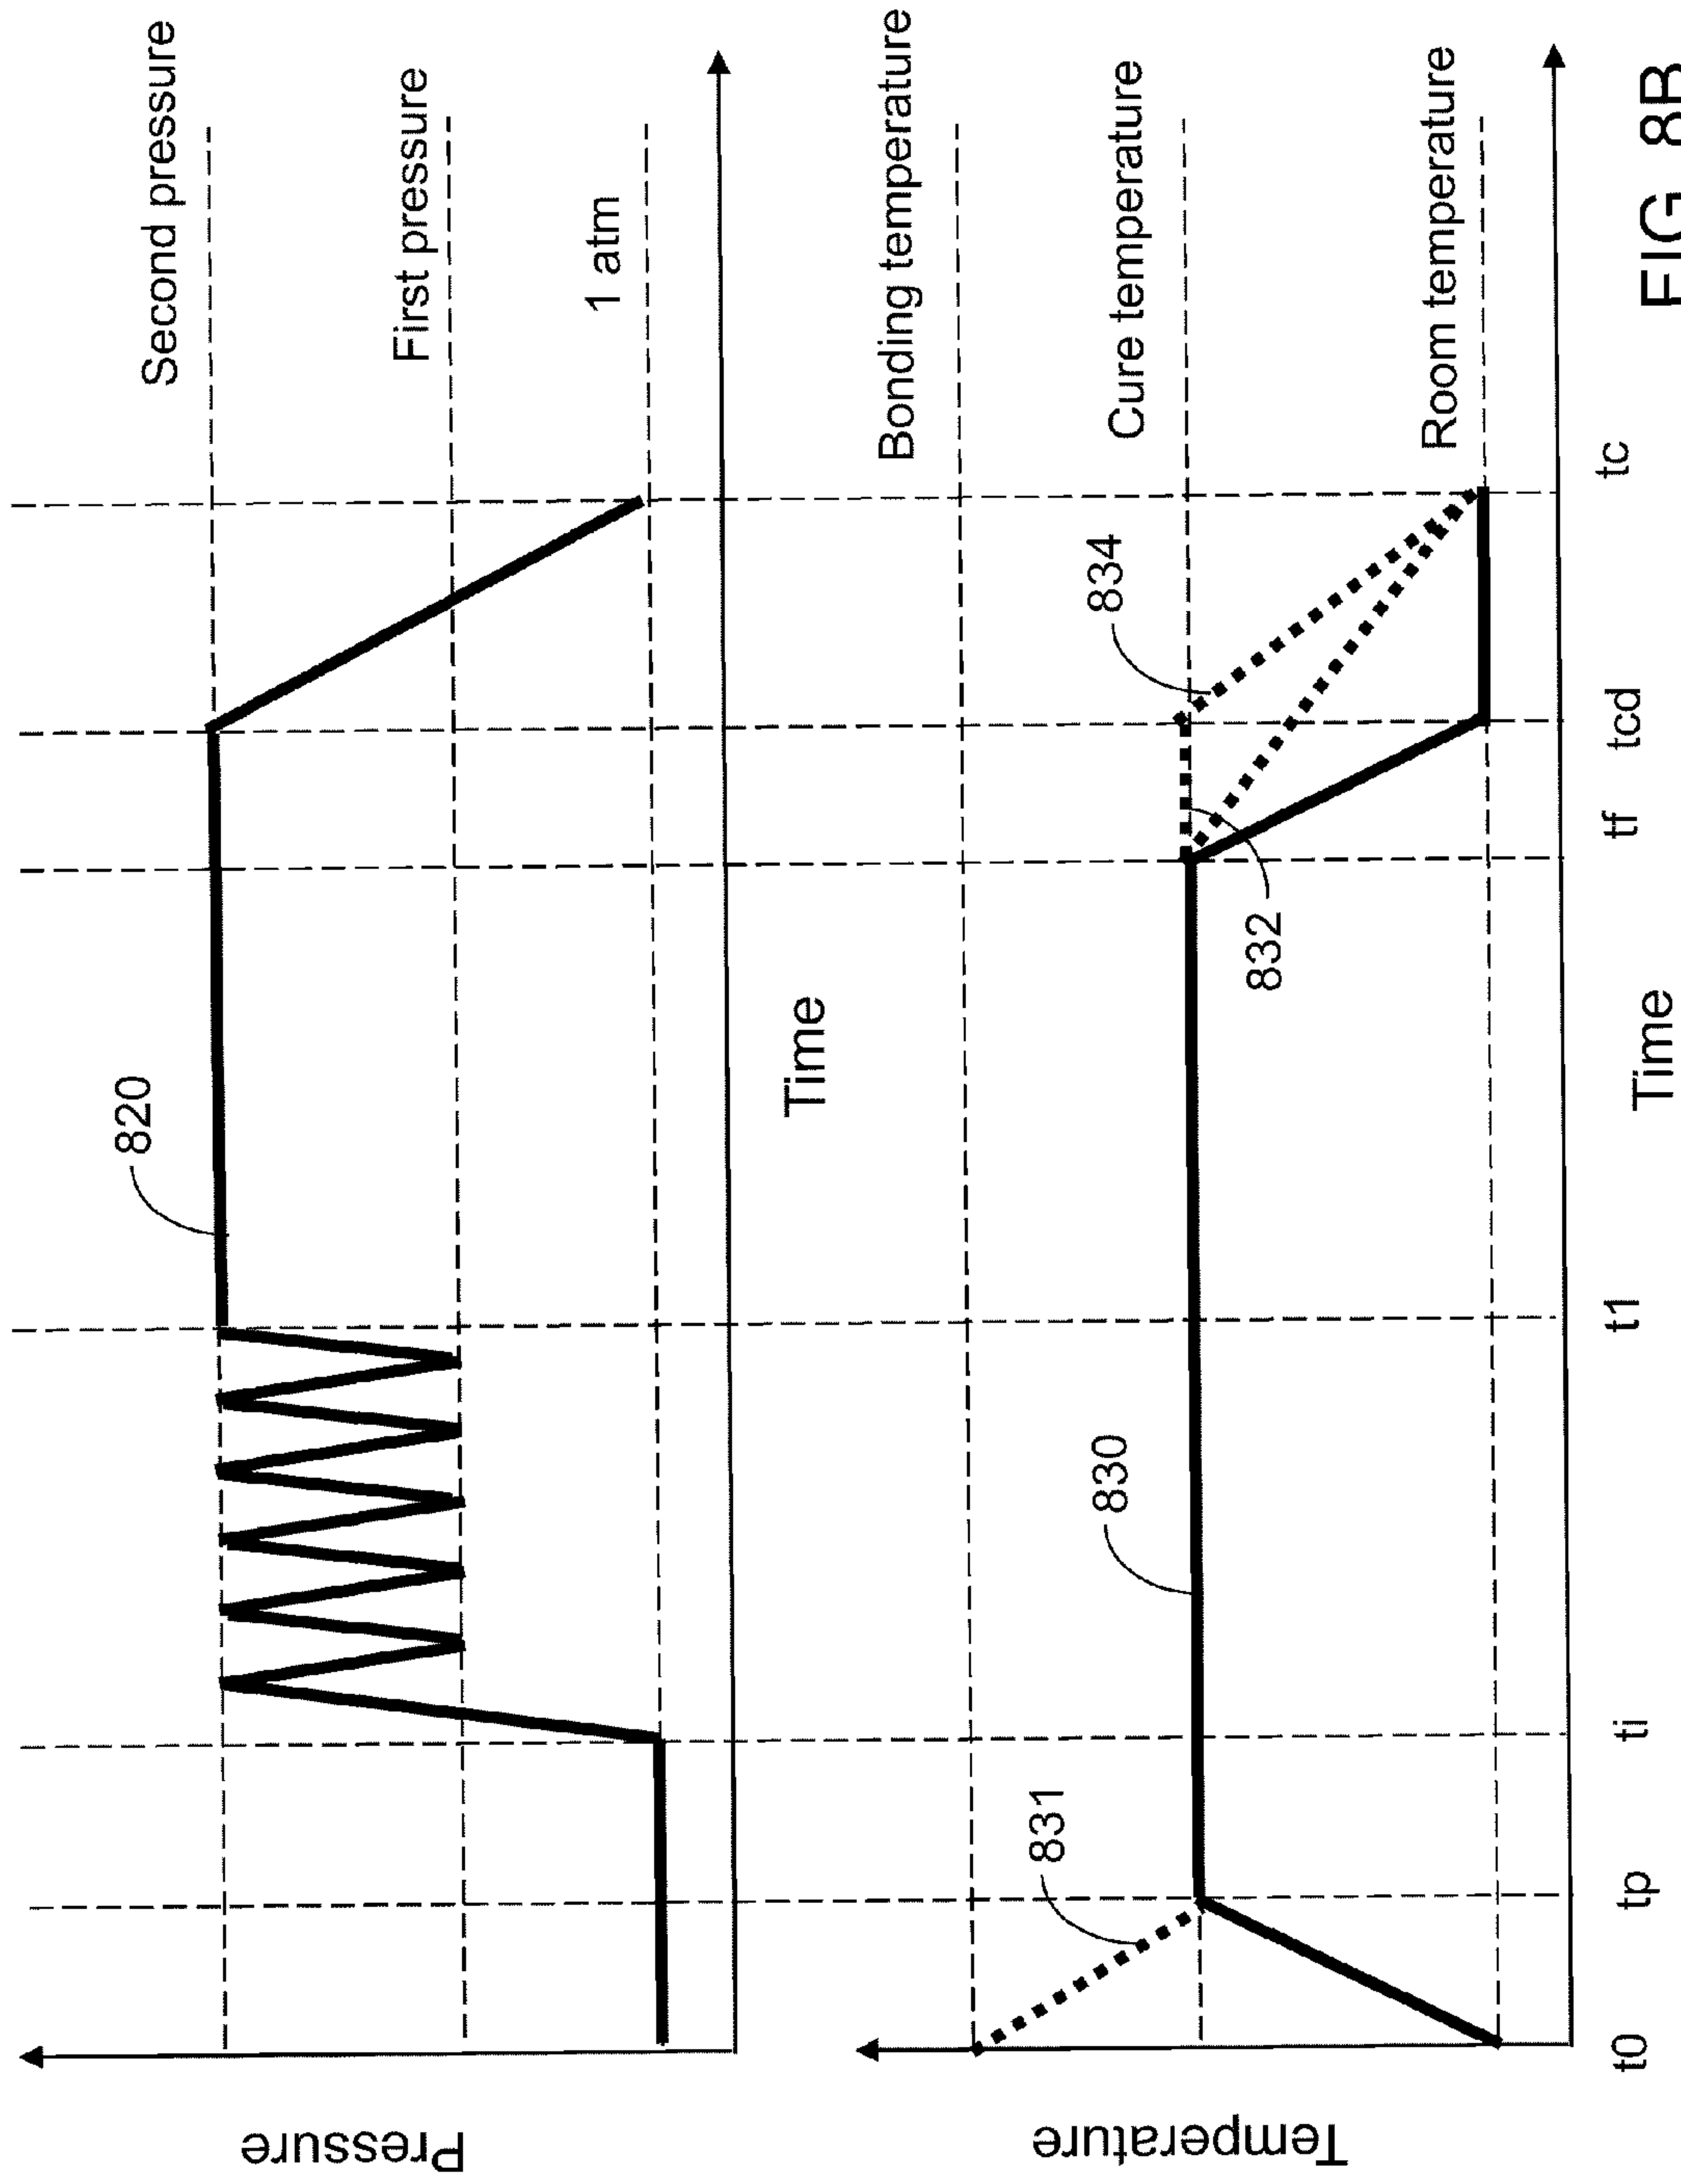 Pressure
820
Second pressure
First pressure
1 atm
Time
Temperature
831
830
832
834
Bonding temperature
Cure temperature
Room temperature
t0
tp
ti
t1
tf
tcd
tc
Time
FIG. 8B